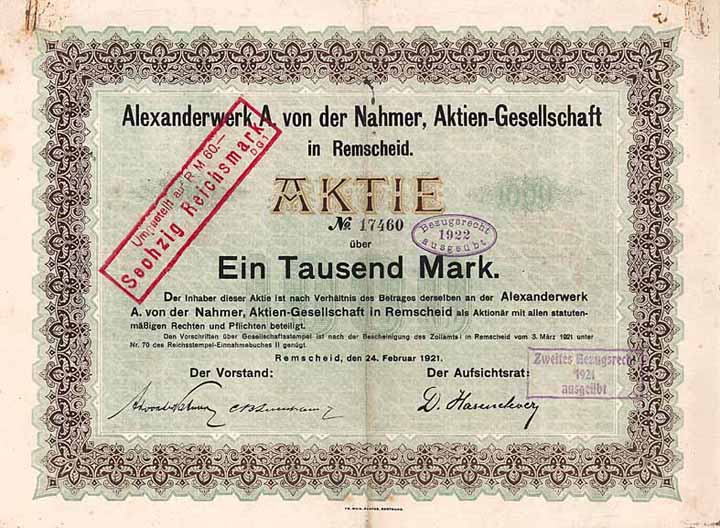 Alexanderwerk A. von der Nahmer, Aktien-Gesellschaft
in Remscheid.
Umgestellt auf RM 60.—
Sechzig Reichsmark
AKTIE
1000
No. 17460
Bezugsrecht
1922
ausgeübt
über
Ein Tausend Mark.
Der Inhaber dieser Aktie ist nach Verhältnis des Betrages derselben an der Alexanderwerk
A. von der Nahmer, Aktien-Gesellschaft in Remscheid als Aktionär mit allen statuten-
mäßigen Rechten und Pflichten beteiligt.
Den Vorschriften über Gesellschaftsstempel ist nach der Bescheinigung des Zollamts I in Remscheid vom 3. März 1921 unter
Nr. 70 des Reichsstempel-Einnahmebuches II genügt.
Remscheid, den 24. Februar 1921.
Der Vorstand:
Der Aufsichtsrat:
Zweites Bezugsrecht
1921
ausgeübt